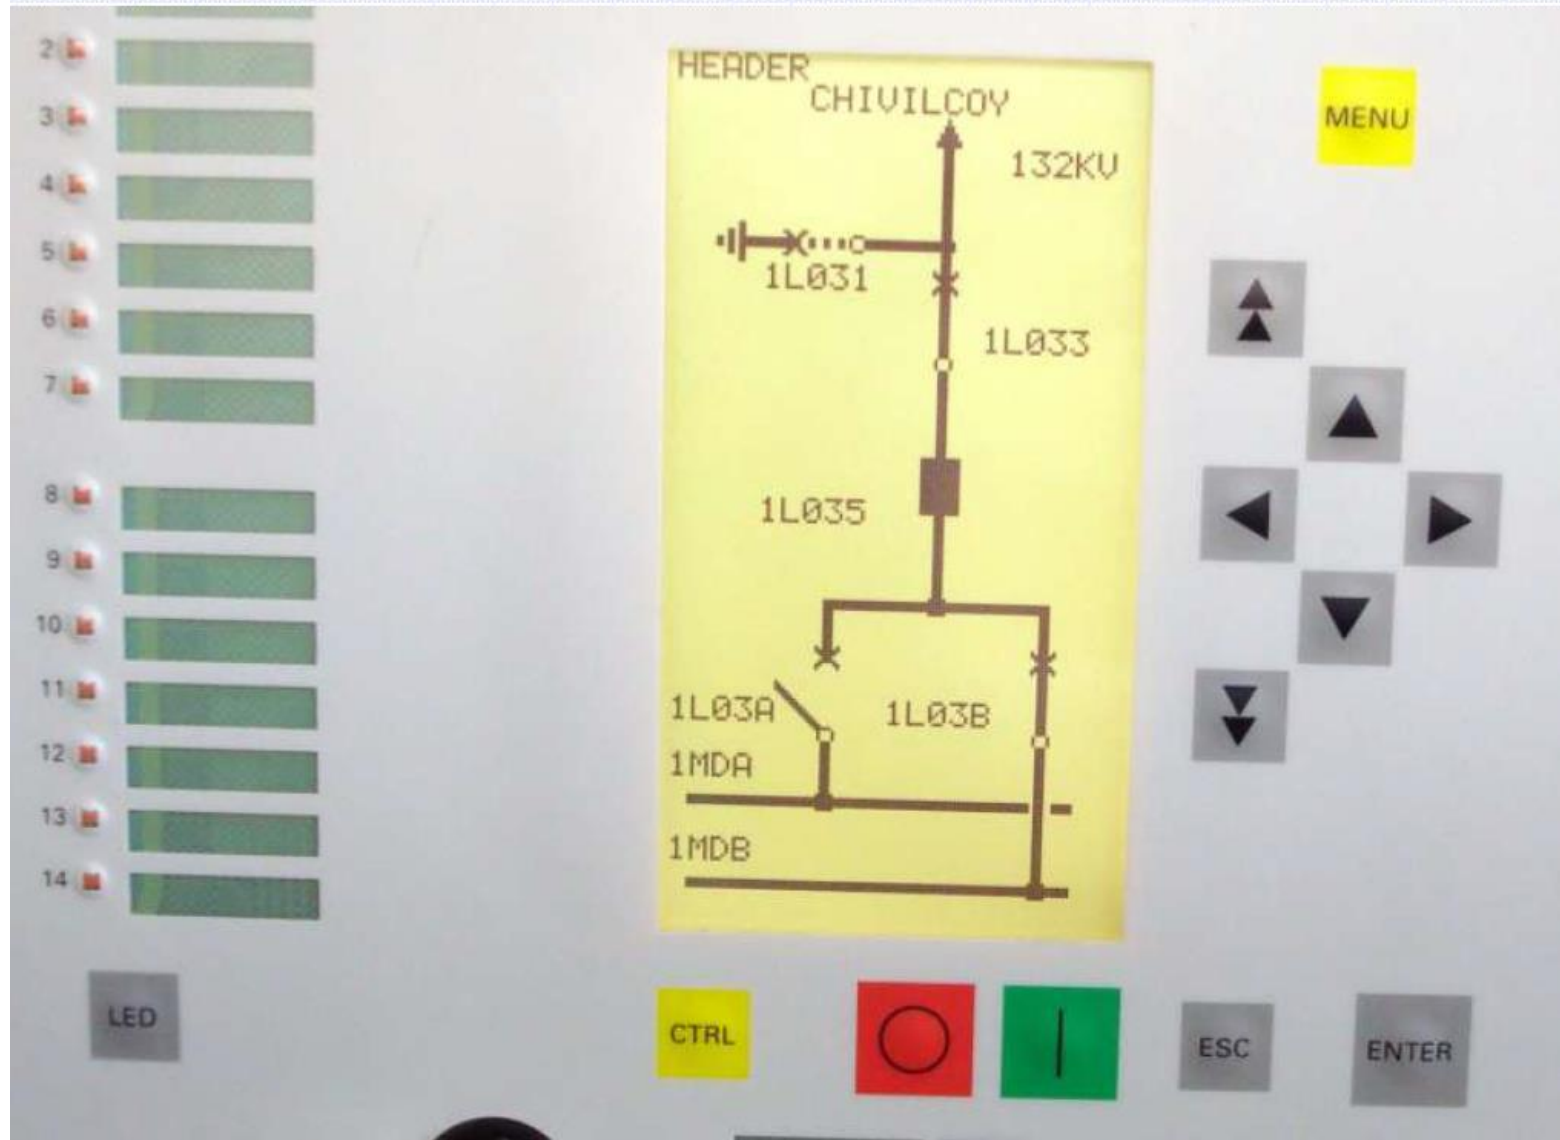 2
3
4
5
6
7
8
9
10
11
12
13
14
LED
HEADER
CHIVILCOY
132KV
1L031
1L033
1L035
1L03A
1L03B
1MDA
1MDB
MENU
CTRL
ESC
ENTER